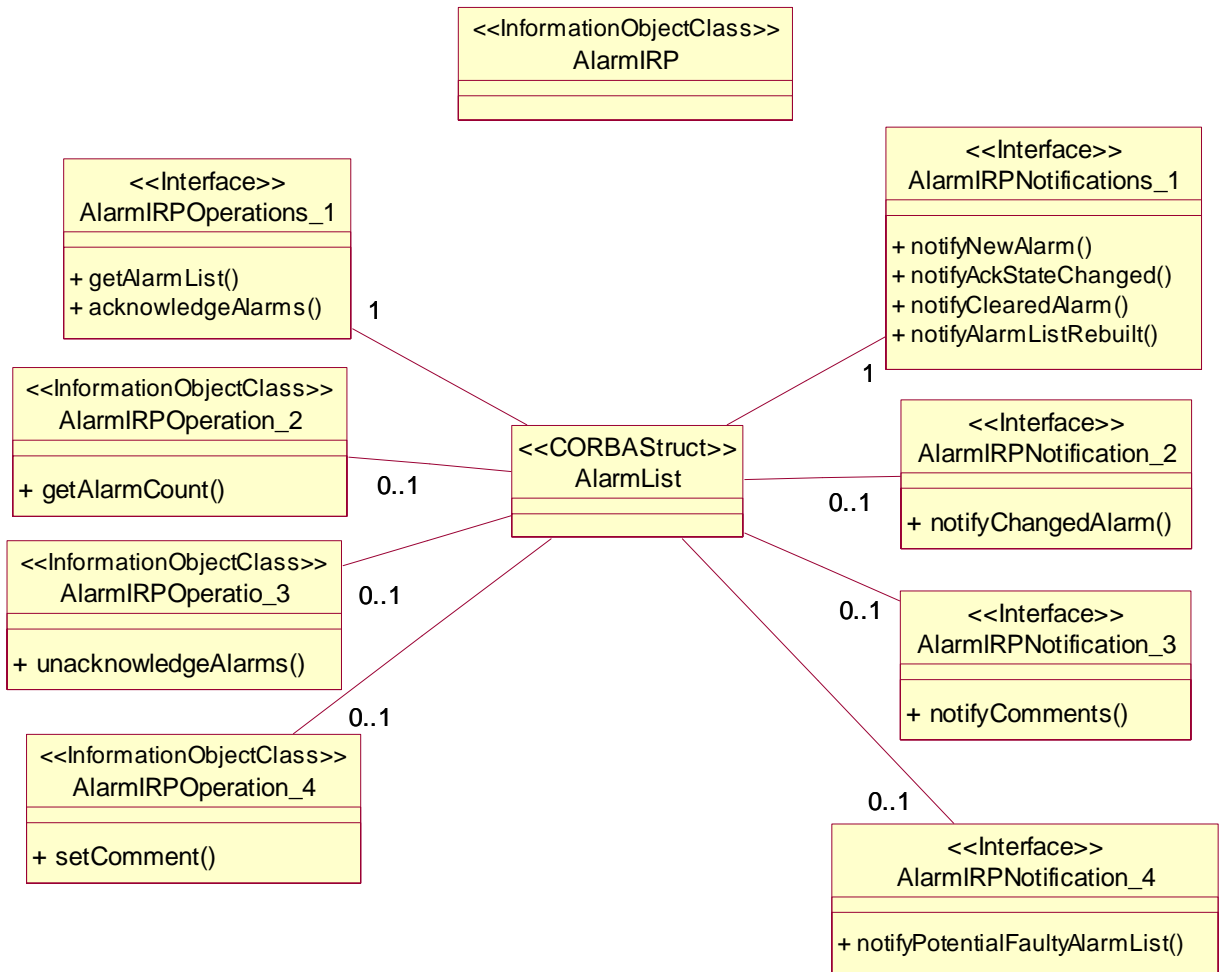 <<InformationObjectClass>>
AlarmIRP
<<Interface>>
AlarmIRPOperations_1
+ getAlarmList()
+ acknowledgeAlarms()
1
<<Interface>>
AlarmIRPNotifications_1
+ notifyNewAlarm()
+ notifyAckStateChanged()
+ notifyClearedAlarm()
+ notifyAlarmListRebuilt()
1
<<InformationObjectClass>>
AlarmIRPOperation_2
+ getAlarmCount()
0..1
<<CORBAStruct>>
AlarmList
<<Interface>>
AlarmIRPNotification_2
+ notifyChangedAlarm()
0..1
<<InformationObjectClass>>
AlarmIRPOperatio_3
+ unacknowledgeAlarms()
0..1
<<Interface>>
AlarmIRPNotification_3
+ notifyComments()
0..1
<<InformationObjectClass>>
AlarmIRPOperation_4
+ setComment()
0..1
<<Interface>>
AlarmIRPNotification_4
+ notifyPotentialFaultyAlarmList()
0..1